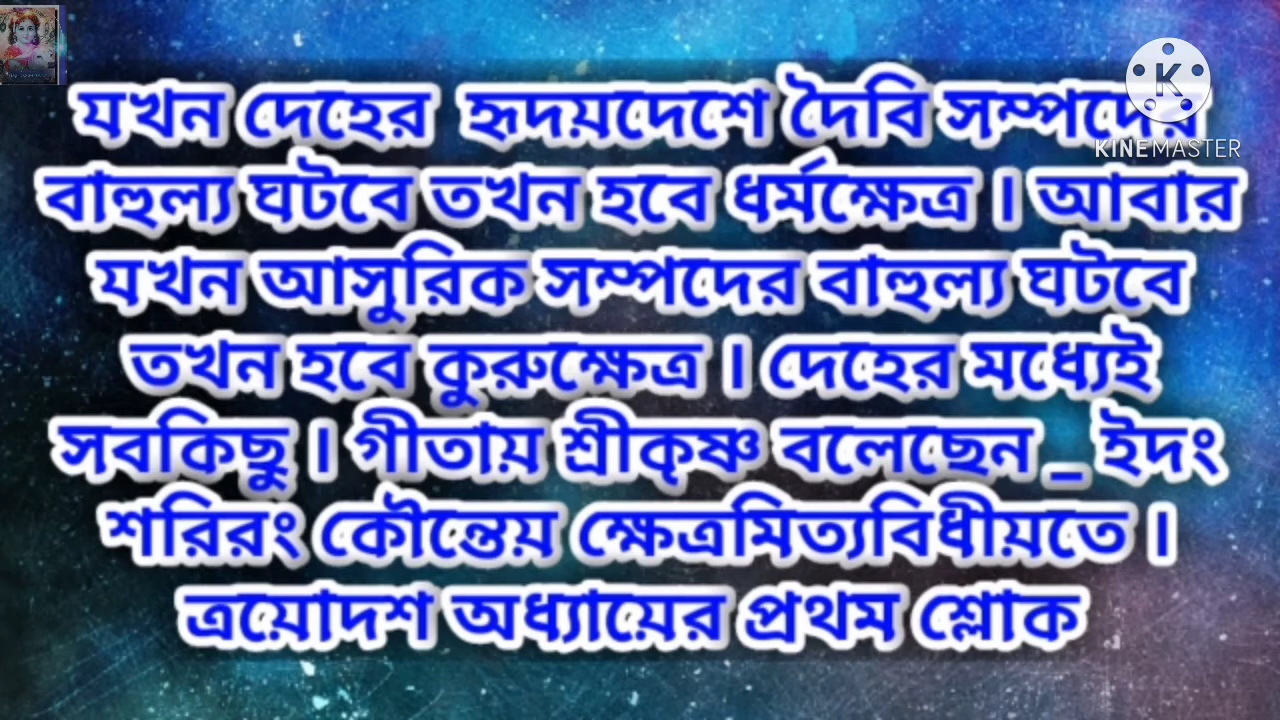 যখন দেহের হৃদয়দেশে দৈবি সম্পদের
বাহুল্য ঘটবে তখন হবে ধর্মক্ষেত্র । আবার
যখন আসুরিক সম্পদের বাহুল্য ঘটবে
তখন হবে কুরুক্ষেত্র । দেহের মধ্যেই
সবকিছু । গীতায় শ্রীকৃষ্ণ বলেছেন _ ইদং
শরিরং কৌন্তেয় ক্ষেত্রমিত্যবিধীয়তে ।
ত্রয়োদশ অধ্যায়ের প্রথম শ্লোক
K
KINEMASTER